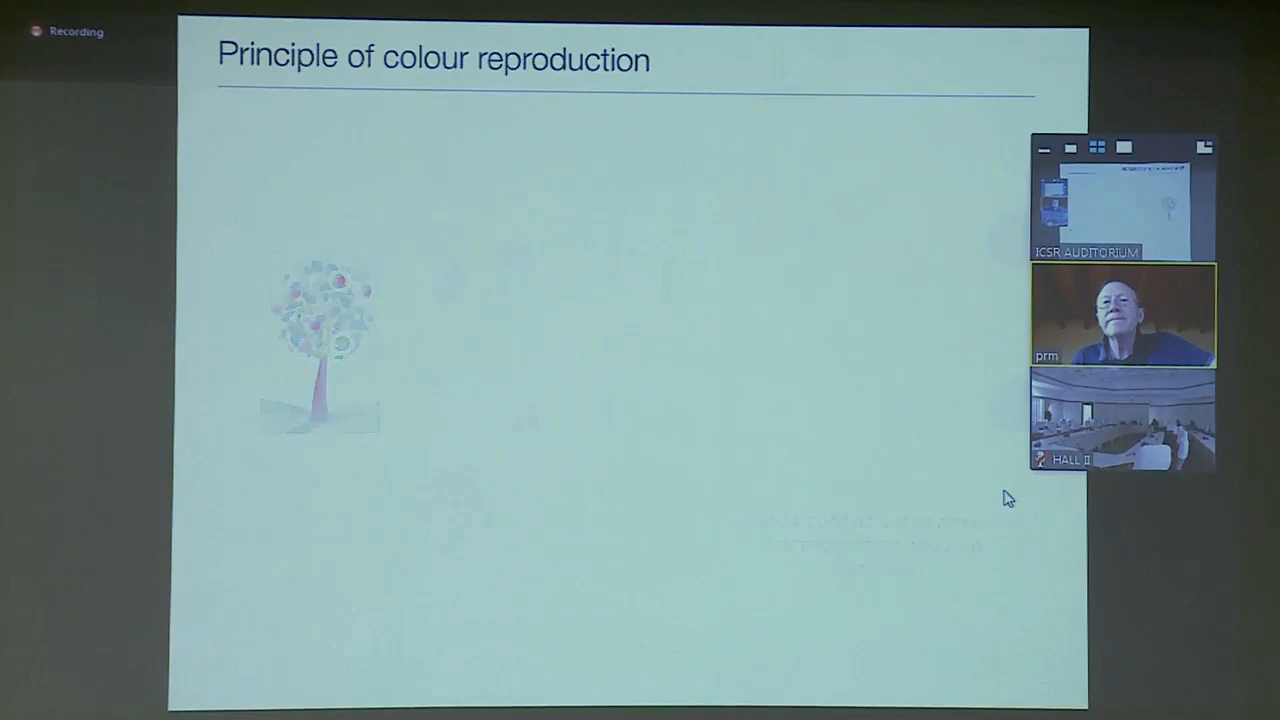 Recording
Principle of colour reproduction
ICSR AUDITORIUM
prm
HALL II